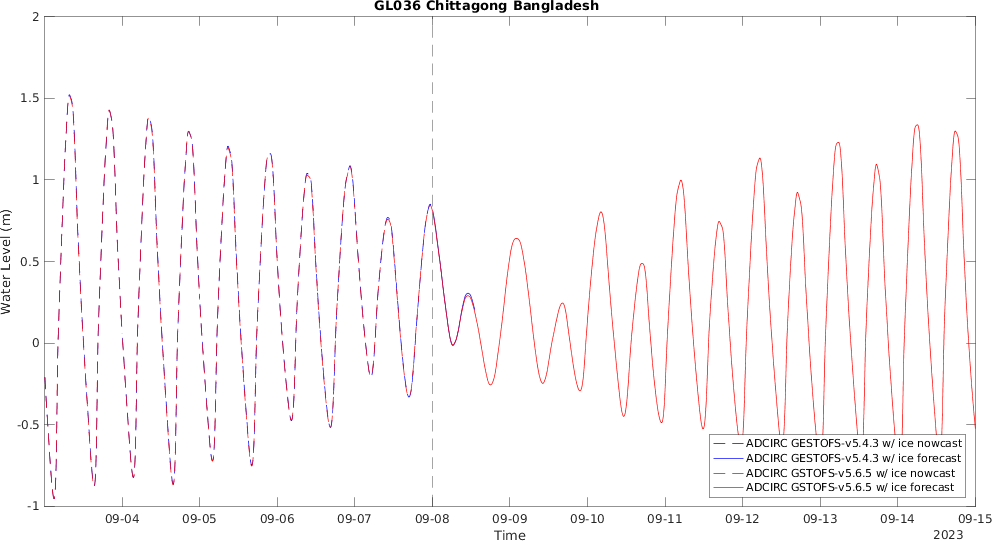 GL036 Chittagong Bangladesh
2
1.5
1
0.5
0
-0.5
-1
Water Level (m)
ADCIRC GESTOFS-v5.4.3 w/ ice nowcast
ADCIRC GESTOFS-v5.4.3 w/ ice forecast
ADCIRC GSTOFS-v5.6.5 w/ ice nowcast
ADCIRC GSTOFS-v5.6.5 w/ ice forecast
09-04 09-05 09-06 09-07 09-08 09-09 09-10 09-11 09-12 09-13 09-14 09-15
Time
2023